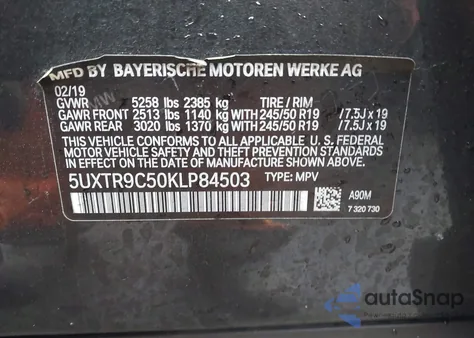 MFD BY BAYERISCHE MOTOREN WERKE AG
02/19
GVWR 5258 lbs 2385 kg TIRE / RIM
GAWR FRONT 2513 lbs 1140 kg WITH 245/50 R19 /7.5J x 19
GAWR REAR 3020 lbs 1370 kg WITH 245/50 R19 /7.5J x 19
THIS VEHICLE CONFORMS TO ALL APPLICABLE U.S. FEDERAL
MOTOR VEHICLE SAFETY AND THEFT PREVENTION STANDARDS
IN EFFECT ON THE DATE OF MANUFACTURE SHOWN ABOVE.
5UXTR9C50KLP84503 TYPE: MPV
A90M
7 320 730
autoSnap